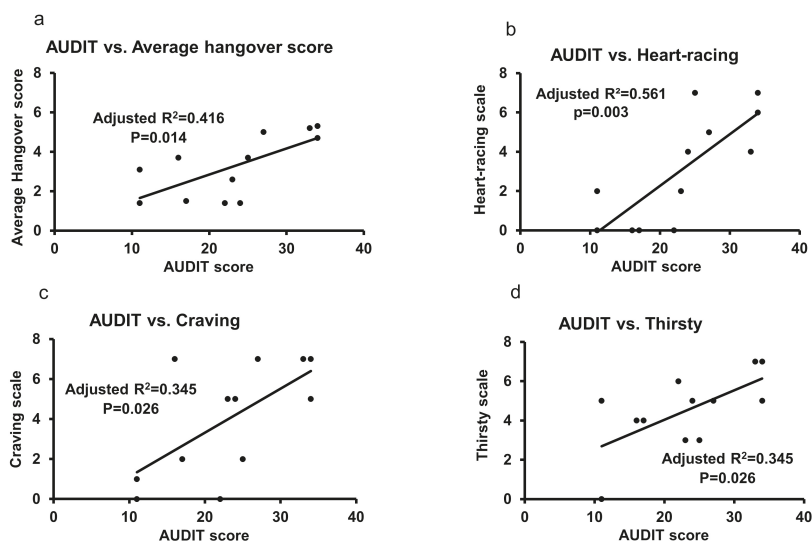 a
AUDIT vs. Average hangover score
Average Hangover score
8
6
4
2
0
Adjusted R²=0.416
P=0.014
0 10 20 30 40
AUDIT score
b
AUDIT vs. Heart-racing
Heart-racing scale
8
6
4
2
0
Adjusted R²=0.561
p=0.003
0 10 20 30 40
AUDIT score
c
AUDIT vs. Craving
Craving scale
8
6
4
2
0
Adjusted R²=0.345
P=0.026
0 10 20 30 40
AUDIT score
d
AUDIT vs. Thirsty
Thirsty scale
8
6
4
2
0
Adjusted R²=0.345
P=0.026
0 10 20 30 40
AUDIT score